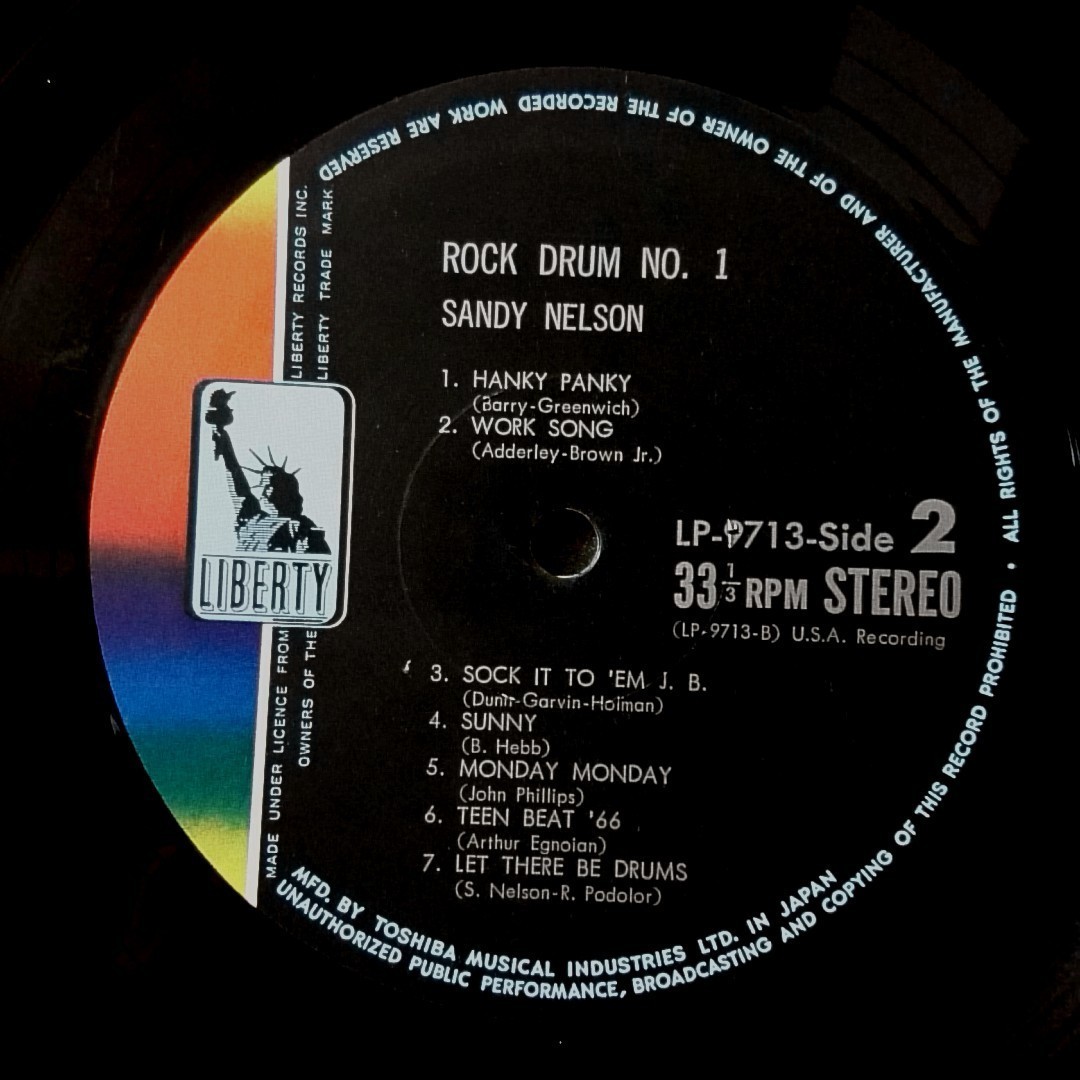 ROCK DRUM NO. 1
SANDY NELSON
1. HANKY PANKY
(Barry-Greenwich)
2. WORK SONG
(Adderley-Brown Jr.)
LP-9713-Side 2
33 1/3 RPM STEREO
(LP-9713-B) U.S.A. Recording
3. SOCK IT TO 'EM J. B.
(Dunn-Garvin-Holman)
4. SUNNY
(B. Hebb)
5. MONDAY MONDAY
(John Phillips)
6. TEEN BEAT '66
(Arthur Egnoian)
7. LET THERE BE DRUMS
(S. Nelson-R. Podolor)
LIBERTY
MADE UNDER LICENCE FROM LIBERTY RECORDS INC.
OWNERS OF THE LIBERTY TRADE MARK
MFD. BY TOSHIBA MUSICAL INDUSTRIES LTD. IN JAPAN
UNAUTHORIZED PUBLIC PERFORMANCE, BROADCASTING AND COPYING OF THIS RECORD PROHIBITED • ALL RIGHTS OF THE MANUFACTURER AND OF THE OWNER OF THE RECORDED WORK ARE RESERVED